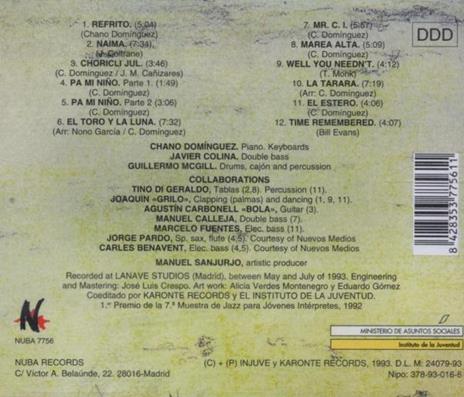 1. REFRITO. (5:04)
(Chano Domínguez)
2. NAIMA. (7:34)
(J. Coltrane)
3. CHORICLI JUL. (3:46)
(C. Domínguez / J. M. Cañizares)
4. PA MI NIÑO. Parte 1. (1:49)
(C. Domínguez)
5. PA MI NIÑO. Parte 2 (3:06)
(C. Domínguez)
6. EL TORO Y LA LUNA. (7:32)
(Arr: Nono García / C. Domínguez)
7. MR. C. I. (5:57)
(C. Domínguez)
8. MAREA ALTA. (5:09)
(C. Domínguez)
9. WELL YOU NEEDN'T. (4:12)
(T. Monk)
10. LA TARARA. (7:19)
(Arr: C. Domínguez)
11. EL ESTERO. (4:06)
(C. Domínguez)
12. TIME REMEMBERED. (4:07)
(Bill Evans)
DDD
CHANO DOMÍNGUEZ. Piano. Keyboards
JAVIER COLINA. Double bass
GUILLERMO MCGILL. Drums, cajón and percussion
COLLABORATIONS
TINO DI GERALDO, Tablas (2,8). Percussion (11).
JOAQUIN «GRILO», Clapping (palmas) and dancing (1, 9, 11).
AGUSTÍN CARBONELL «BOLA», Guitar (3).
MANUEL CALLEJA, Double bass (7).
MARCELO FUENTES, Elec. bass (11).
JORGE PARDO, Sp. sax, flute (4,5). Courtesy of Nuevos Medios
CARLES BENAVENT, Elec. bass (4,5). Courtesy of Nuevos Medios
MANUEL SANJURJO, artistic producer
Recorded at LANAVE STUDIOS (Madrid), between May and July of 1993. Engineering
and Mastering: José Luis Crespo. Art work: Alicia Verdes Montenegro y Eduardo Gómez
Coeditado por KARONTE RECORDS y EL INSTITUTO DE LA JUVENTUD.
1.er Premio de la 7.ª Muestra de Jazz para Jóvenes Intérpretes, 1992
8 428353 775611
N
NUBA 7756
MINISTERIO DE ASUNTOS SOCIALES
Instituto de la Juventud
NUBA RECORDS
C/ Víctor A. Belaúnde, 22. 28016-Madrid
(C) + (P) INJUVE y KARONTE RECORDS, 1993. D.L. M: 24079-93
Nipo: 378-93-016-6